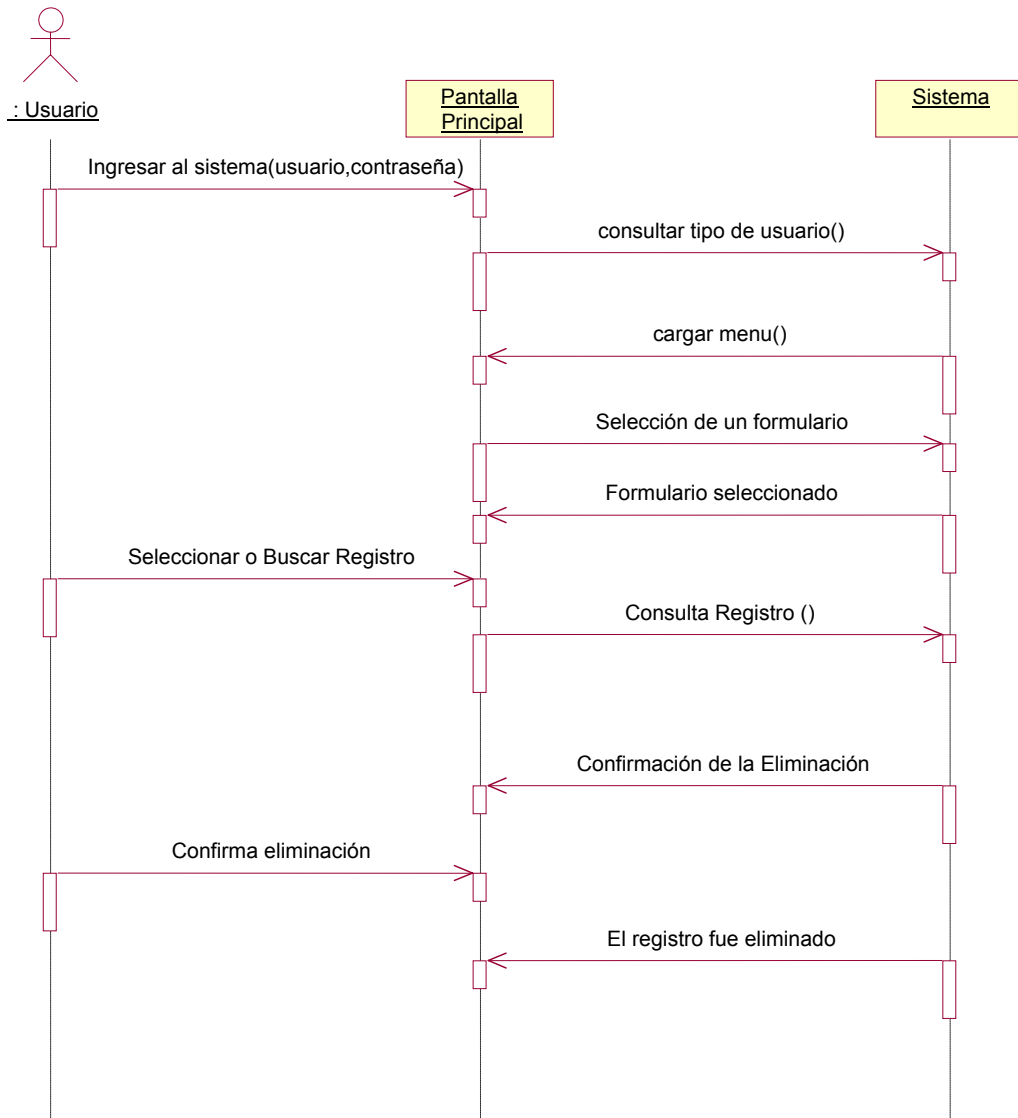 : Usuario
Pantalla
Principal
Sistema
Ingresar al sistema(usuario,contraseña)
consultar tipo de usuario()
cargar menu()
Selección de un formulario
Formulario seleccionado
Seleccionar o Buscar Registro
Consulta Registro ()
Confirmación de la Eliminación
Confirma eliminación
El registro fue eliminado